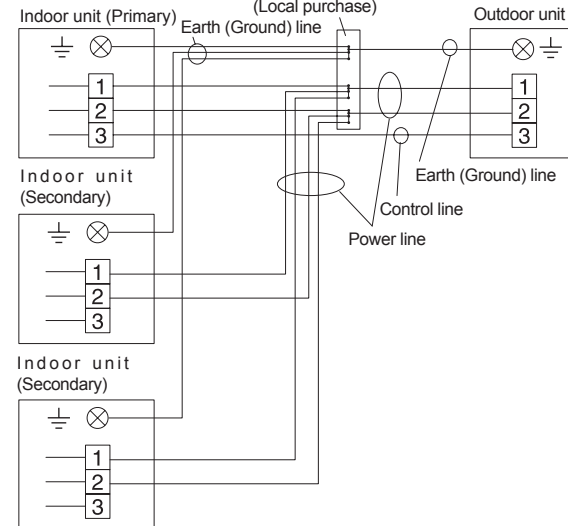 (Local purchase)
Indoor unit (Primary)
Earth (Ground) line
Outdoor unit
1
2
3
1
2
3
Earth (Ground) line
Control line
Power line
Indoor unit
(Secondary)
1
2
3
Indoor unit
(Secondary)
1
2
3